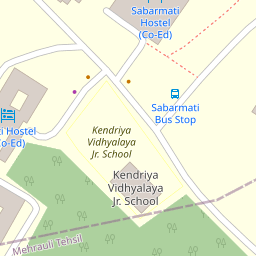 Sabarmati
Hostel
(Co-Ed)
Sabarmati
Bus Stop
Kendriya
Vidhyalaya
Jr. School
ti Hostel
o-Ed)
Kendriya
Vidhyalaya
Jr. School
Mehrauli Tehsil